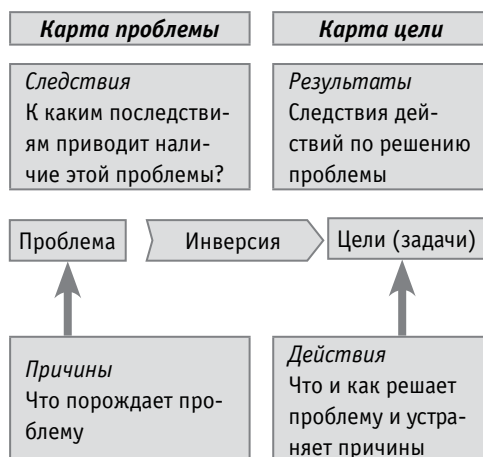 Карта проблемы
Карта цели
Следствия
К каким последстви-
ям приводит нали-
чие этой проблемы?
Результаты
Следствия дей-
ствий по решению
проблемы
Проблема
Инверсия
Цели (задачи)
Причины
Что порождает про-
блему
Действия
Что и как решает
проблему и устра-
няет причины